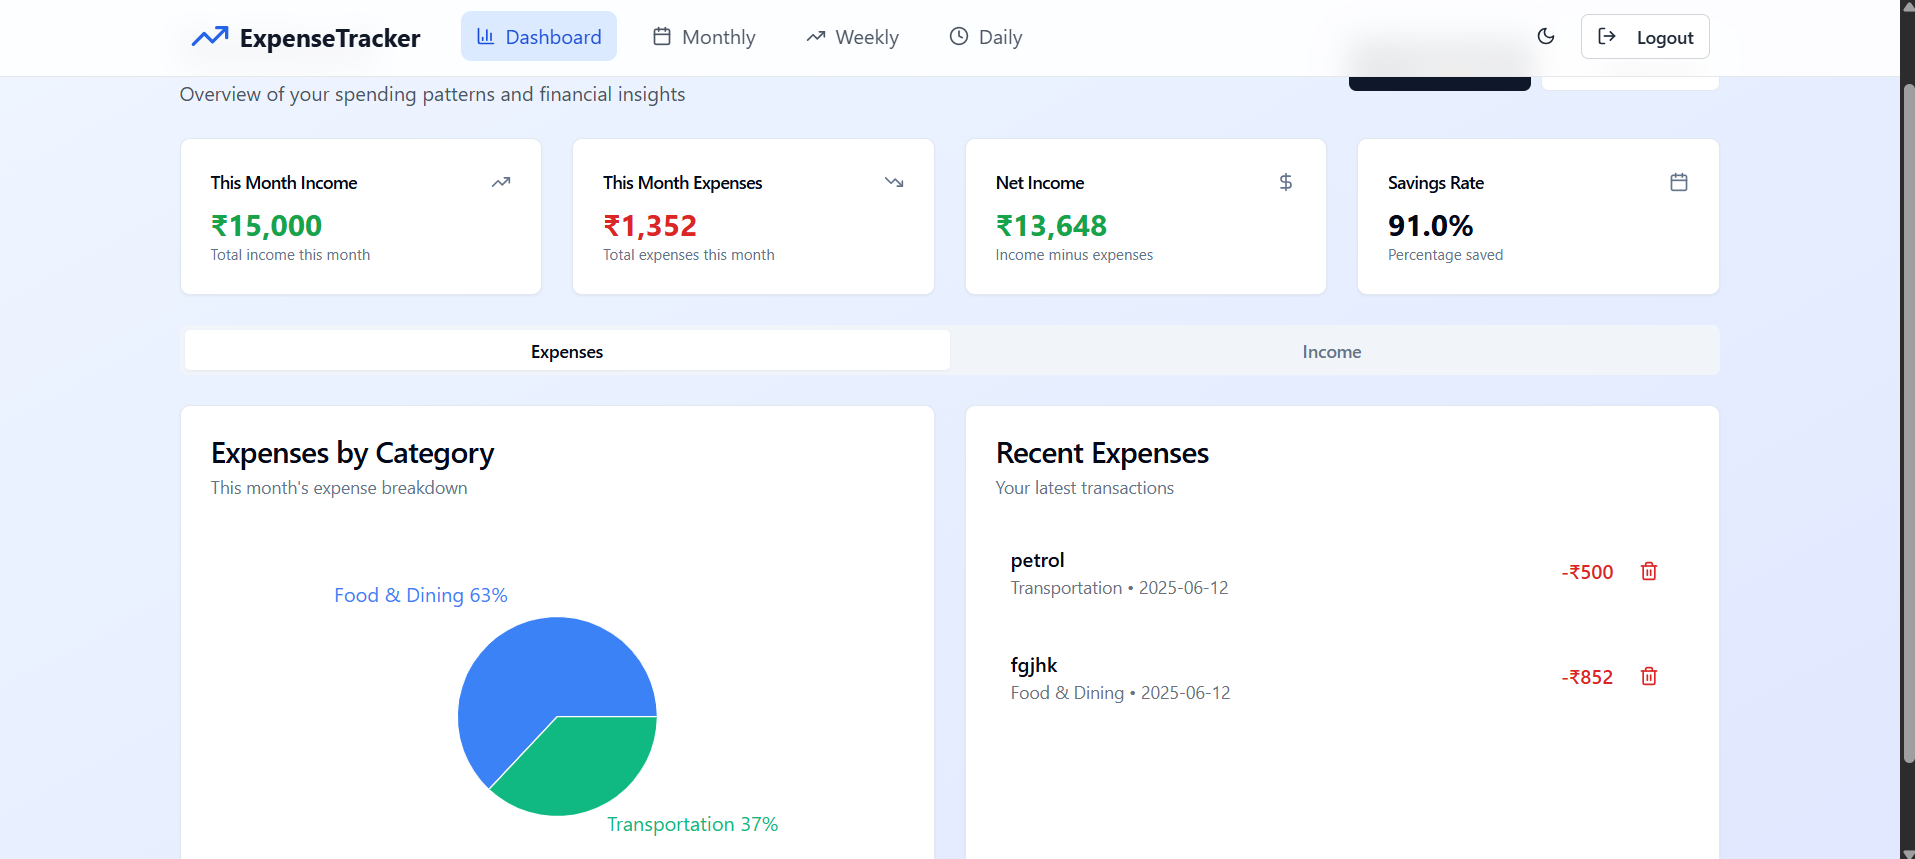 ExpenseTracker
Dashboard
Monthly
Weekly
Daily
Logout
Overview of your spending patterns and financial insights
This Month Income
₹15,000
Total income this month
This Month Expenses
₹1,352
Total expenses this month
Net Income
₹13,648
Income minus expenses
Savings Rate
91.0%
Percentage saved
Expenses
Income
Expenses by Category
This month's expense breakdown
Food & Dining 63%
Transportation 37%
Recent Expenses
Your latest transactions
petrol
Transportation • 2025-06-12
-₹500
fgjhk
Food & Dining • 2025-06-12
-₹852